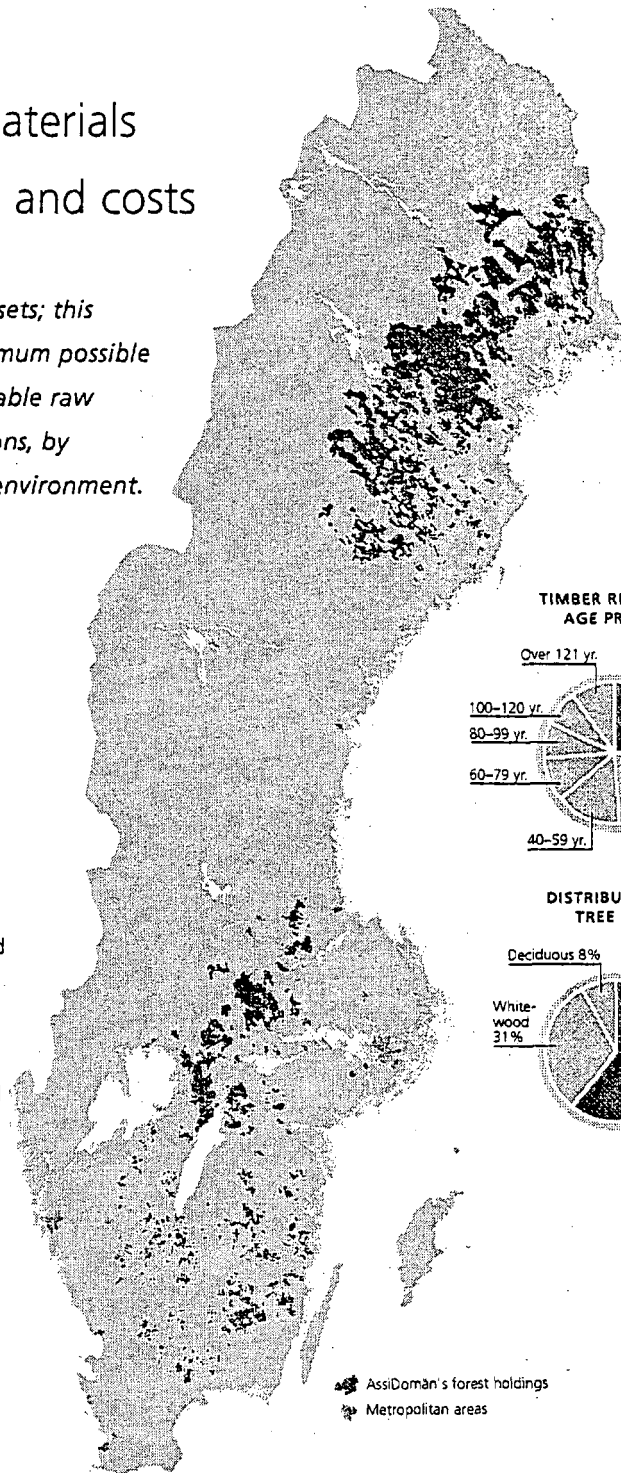 aterials
and costs
sets; this
mum possible
able raw
ons, by
environment.
TIMBER R
AGE PR
Over 121 yr.
100–120 yr.
80–99 yr.
60–79 yr.
40–59 yr.
DISTRIBU
TREE
Deciduous 8%
White-
wood
31%
d
AssiDomän's forest holdings
Metropolitan areas